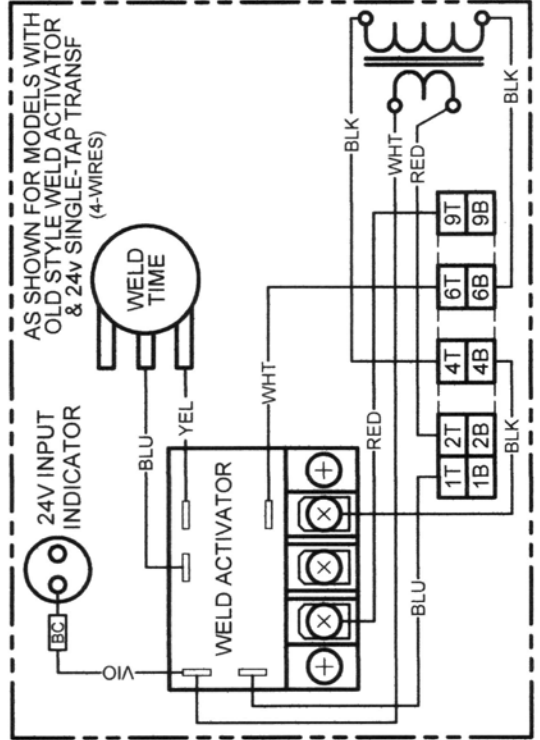 AS SHOWN FOR MODELS WITH
OLD STYLE WELD ACTIVATOR
& 24v SINGLE-TAP TRANSF
(4-WIRES)
24V INPUT
INDICATOR
BC
VIO
BLU
YEL
WELD
TIME
WELD ACTIVATOR
WHT
RED
BLU
BLK
BLK
WHT
RED
BLK
1T
1B
2T
2B
4T
4B
6T
6B
9T
9B